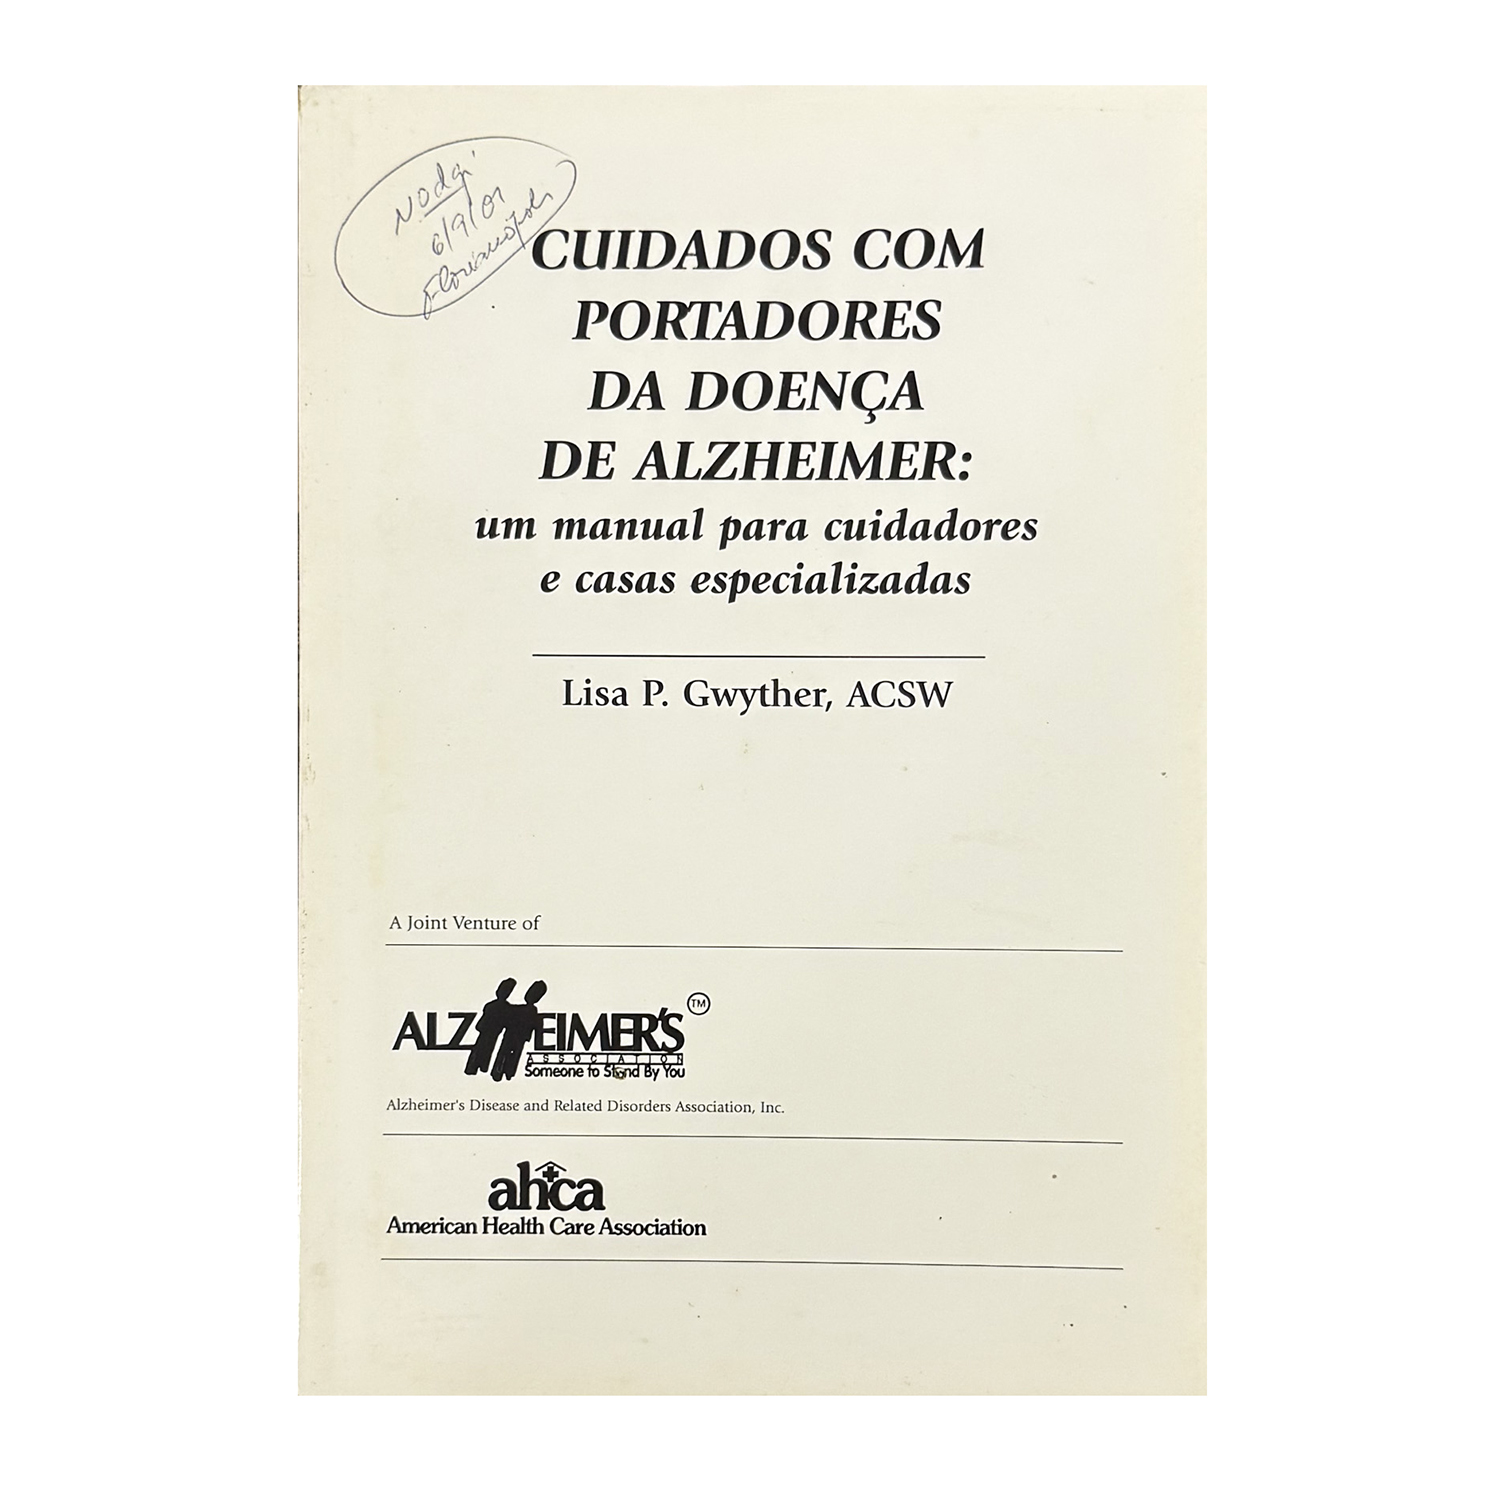 6/9/01
Florianópolis
CUIDADOS COM
PORTADORES
DA DOENÇA
DE ALZHEIMER:
um manual para cuidadores
e casas especializadas
Lisa P. Gwyther, ACSW
A Joint Venture of
ALZHEIMER'S
TM
ASSOCIATION
Someone to Stand By You
Alzheimer's Disease and Related Disorders Association, Inc.
ahca
American Health Care Association